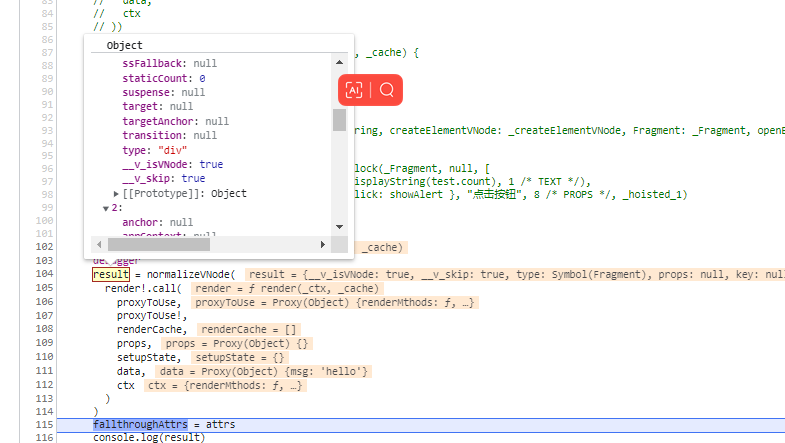 83 // data,
84 // ctx
85 // })
86
87 , _cache) {
88
89
90
91
92
93 ring, createElementVNode: _createElementVNode, Fragment: _Fragment, openB
94
95
96 lock(_Fragment, null, [
97 isplayString(test.count), 1 /* TEXT */),
98 lick: showAlert }, "点击按钮", 8 /* PROPS */, _hoisted_1)
99
100
101
Object
ssFallback: null
staticCount: 0
suspense: null
target: null
targetAnchor: null
transition: null
type: "div"
__v_isVNode: true
__v_skip: true
[[Prototype]]: Object
2:
anchor: null
appContext: null
AI
102 _cache)
103 debugger
104 result = normalizeVNode( result = {__v_isVNode: true, __v_skip: true, type: Symbol(Fragment), props: null, key: nul
105 render!.call( render = ƒ render(_ctx, _cache)
106 proxyToUse, proxyToUse = Proxy(Object) {renderMthods: ƒ, …}
107 proxyToUse!,
108 renderCache, renderCache = []
109 props, props = Proxy(Object) {}
110 setupState, setupState = {}
111 data, data = Proxy(Object) {msg: 'hello'}
112 ctx ctx = {renderMthods: ƒ, …}
113 )
114 )
115 fallthroughAttrs = attrs
116 console.log(result)